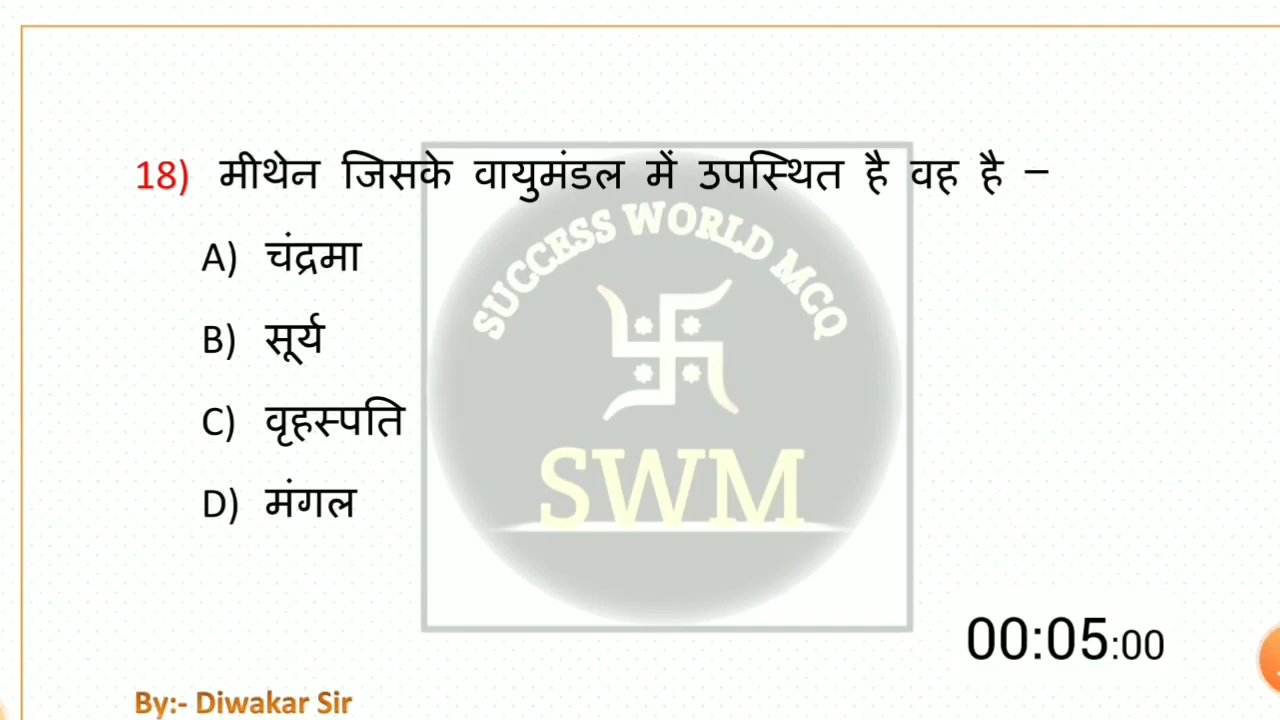 18) मीथेन जिसके वायुमंडल में उपस्थित है वह है –
A) चंद्रमा
B) सूर्य
C) वृहस्पति
D) मंगल
SUCCESS WORLD MCQ
SWM
00:05:00
By:- Diwakar Sir